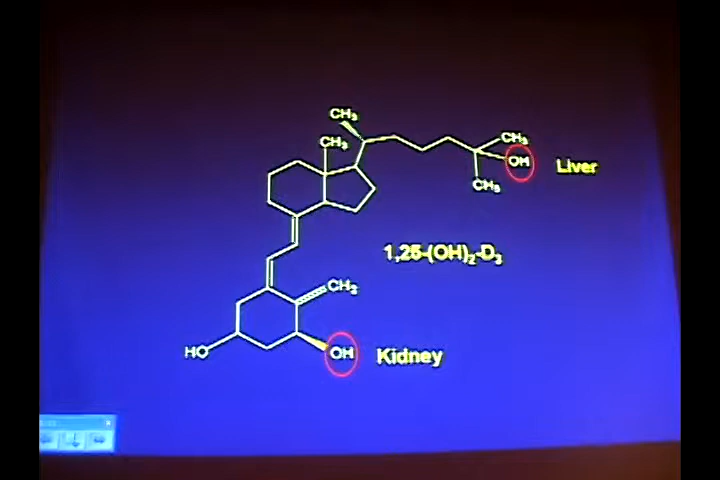 CH₃
CH₃
CH₃
OH
Liver
CH₃
1,25-(OH)₂-D₃
CH₂
HO
OH
Kidney